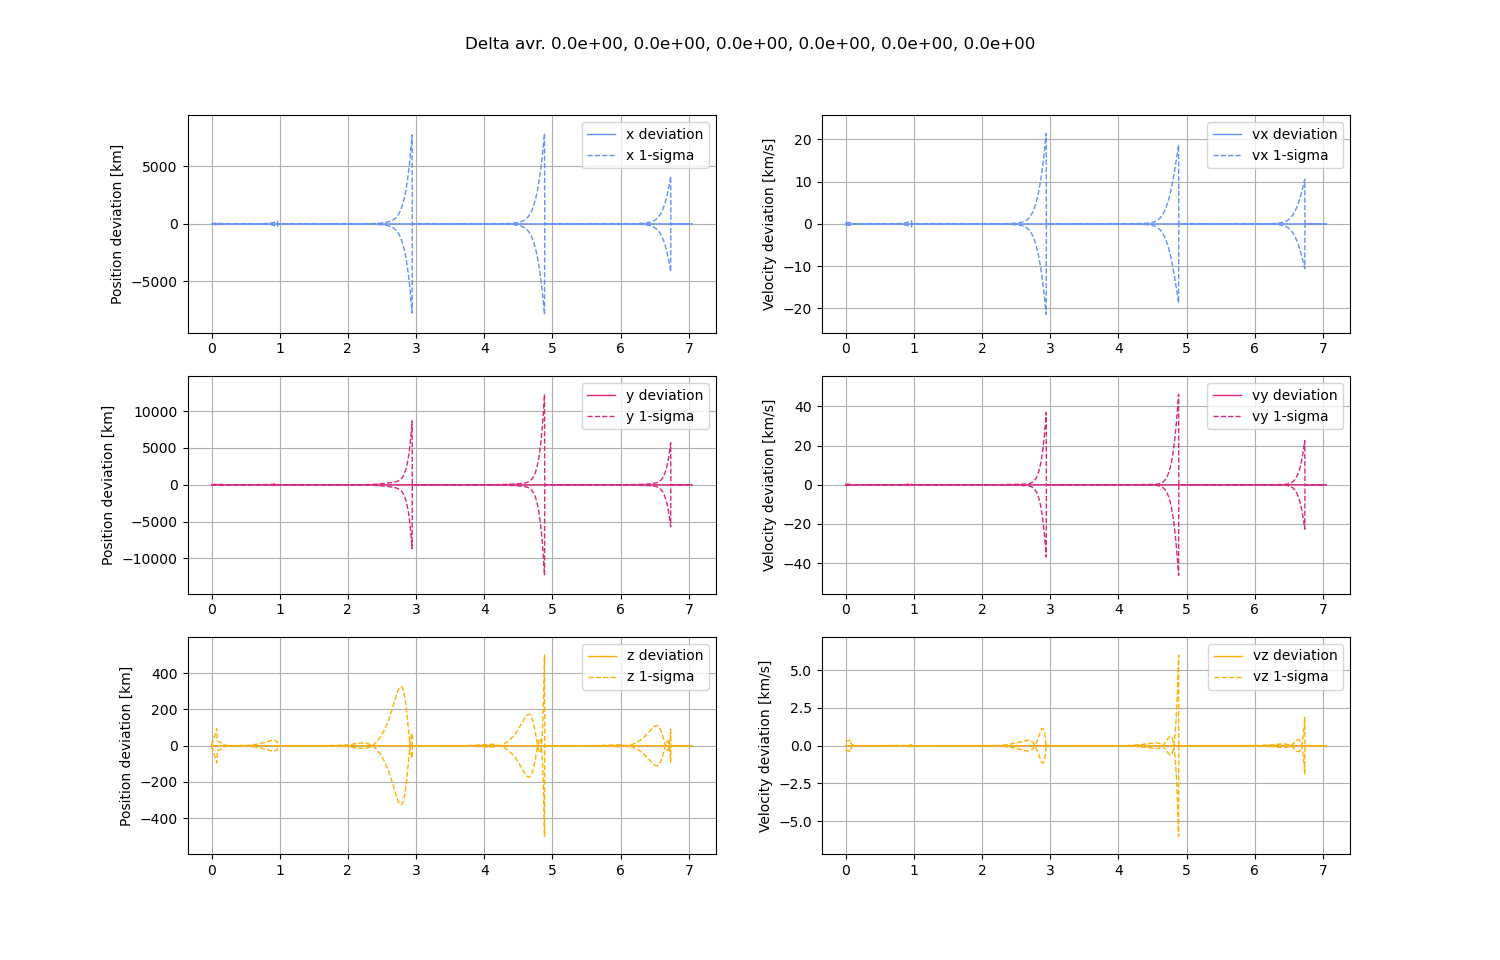 Delta avr. 0.0e+00, 0.0e+00, 0.0e+00, 0.0e+00, 0.0e+00, 0.0e+00
Position deviation [km]
5000
0
−5000
0 1 2 3 4 5 6 7
x deviation
x 1-sigma
Velocity deviation [km/s]
20
10
0
−10
−20
0 1 2 3 4 5 6 7
vx deviation
vx 1-sigma
Position deviation [km]
10000
5000
0
−5000
−10000
0 1 2 3 4 5 6 7
y deviation
y 1-sigma
Velocity deviation [km/s]
40
20
0
−20
−40
0 1 2 3 4 5 6 7
vy deviation
vy 1-sigma
Position deviation [km]
400
200
0
−200
−400
0 1 2 3 4 5 6 7
z deviation
z 1-sigma
Velocity deviation [km/s]
5.0
2.5
0.0
−2.5
−5.0
0 1 2 3 4 5 6 7
vz deviation
vz 1-sigma